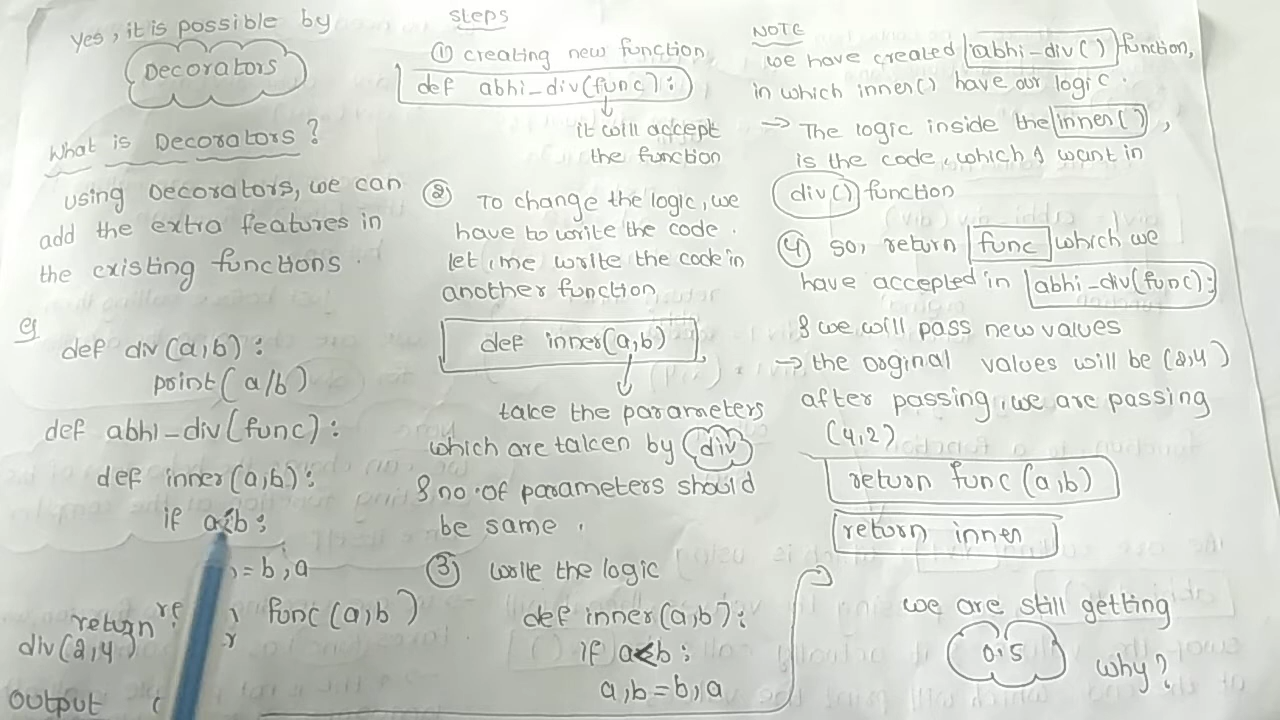 Yes, it is possible by
Decorators
What is Decorators?
using Decorators, we can
add the extra features in
the existing functions.
eg
def div(a,b):
print(a/b)
def abhi-div(func):
def inner(a,b):
if a<b:
= b,a
func(a,b)
return
div(2,4)
output
steps
① creating new function
def abhi-div(func):
it will accept
the function
② To change the logic, we
have to write the code.
let, me write the code in
another function
def inner(a,b)
take the parameters
which are taken by div
& no. of parameters should
be same.
③ write the logic
def inner(a,b):
if a<b:
a,b=b,a
NOTE
we have created abhi-div() function,
in which inner() have our logic.
→ The logic inside the inner(),
is the code, which I want in
div() function
④ so, return func which we
have accepted in abhi-div(func):
& we will pass new values
→ the orginal values will be (2,4)
after passing, we are passing
(4,2)
return func(a,b)
return inner
we are still getting
0.5
why?